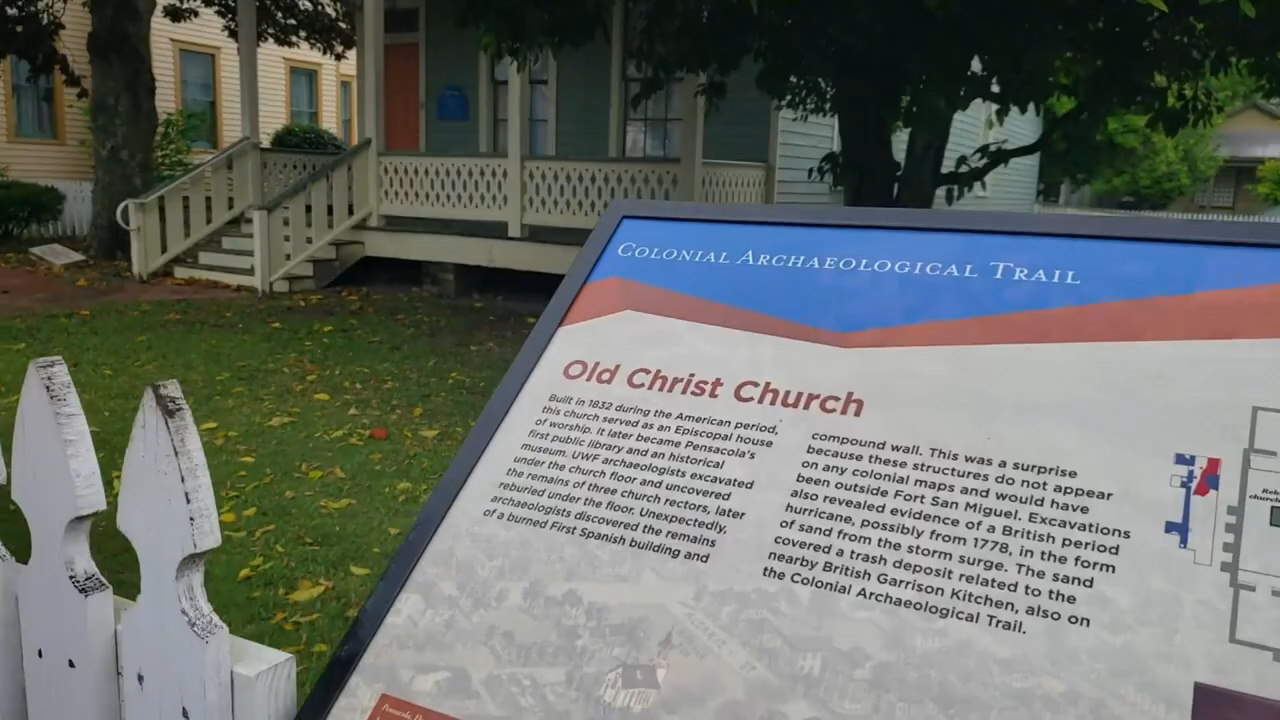 COLONIAL ARCHAEOLOGICAL TRAIL
Old Christ Church
Built in 1832 during the American period,
this church served as an Episcopal house
of worship. It later became Pensacola's
first public library and an historical
museum. UWF archaeologists excavated
under the church floor and uncovered
the remains of three church rectors, later
reburied under the floor. Unexpectedly,
archaeologists discovered the remains
of a burned First Spanish building and
compound wall. This was a surprise
because these structures do not appear
on any colonial maps and would have
been outside Fort San Miguel. Excavations
also revealed evidence of a British period
hurricane, possibly from 1778, in the form
of sand from the storm surge. The sand
covered a trash deposit related to the
nearby British Garrison Kitchen, also on
the Colonial Archaeological Trail.